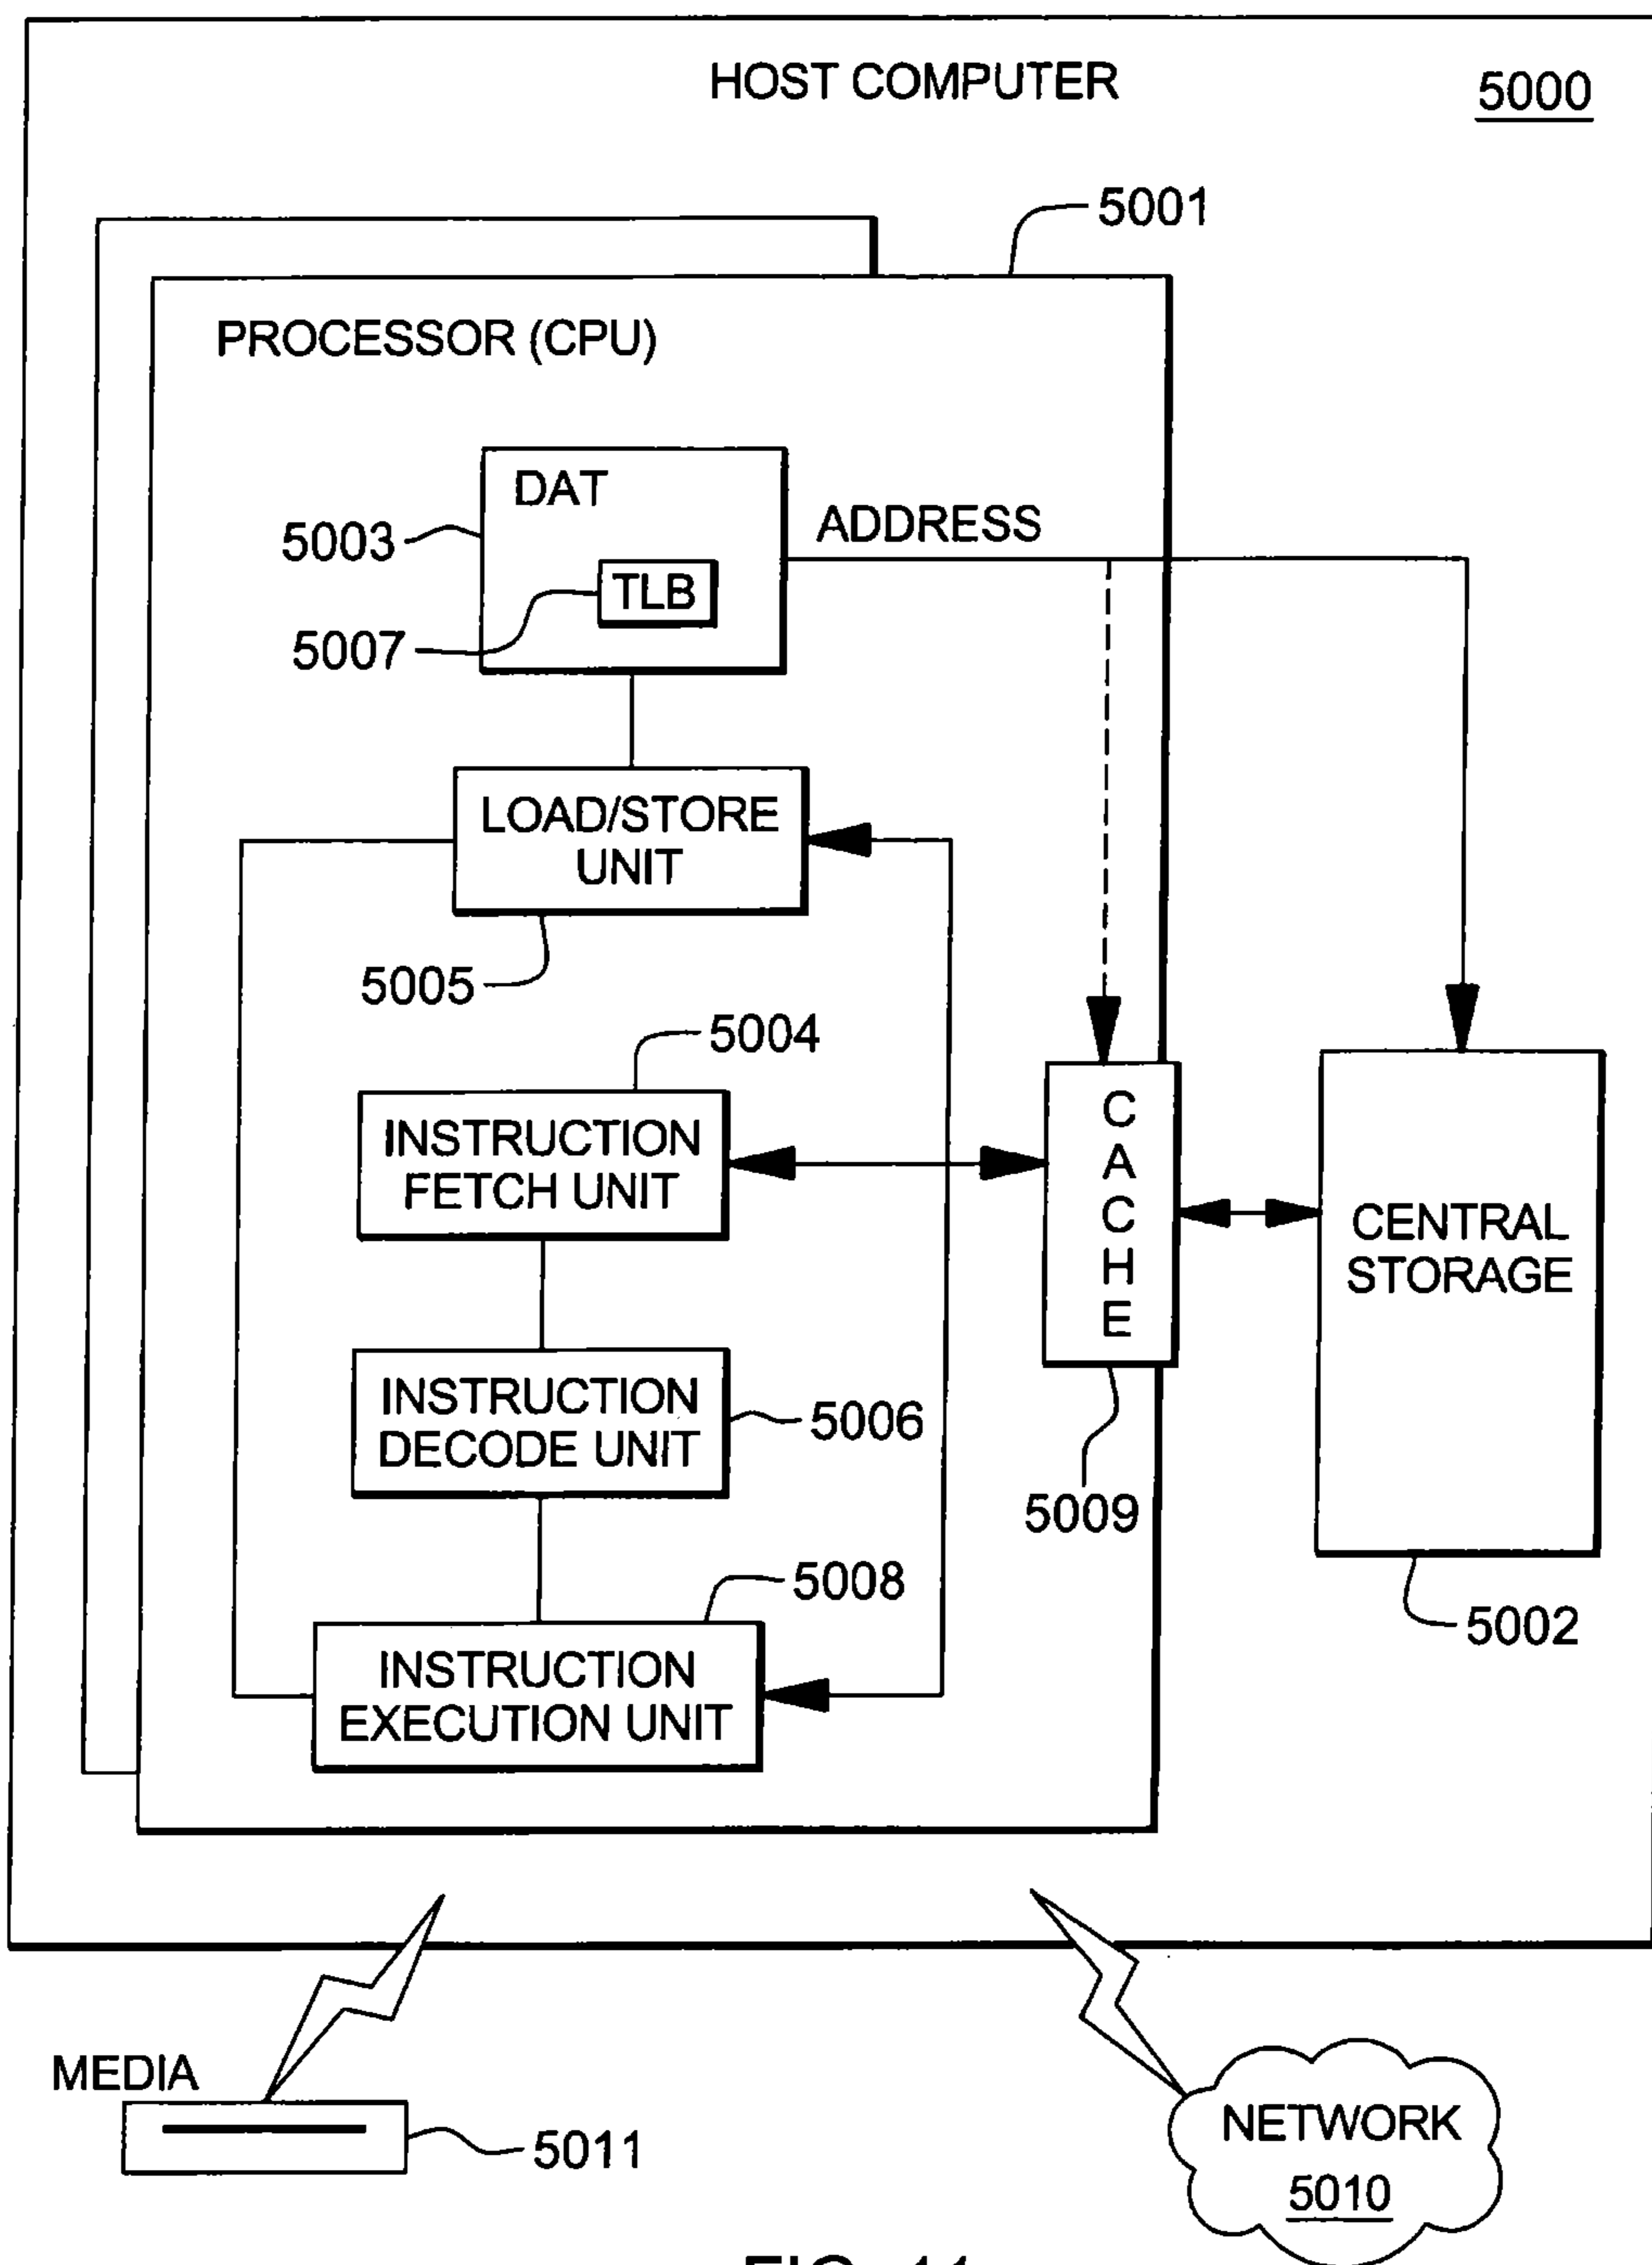 HOST COMPUTER
5000
5001
PROCESSOR (CPU)
DAT
ADDRESS
5003
TLB
5007
LOAD/STORE
UNIT
5005
5004
INSTRUCTION
FETCH UNIT
CACHE
CENTRAL
STORAGE
INSTRUCTION
DECODE UNIT
5006
5009
5008
5002
INSTRUCTION
EXECUTION UNIT
MEDIA
5011
NETWORK
5010